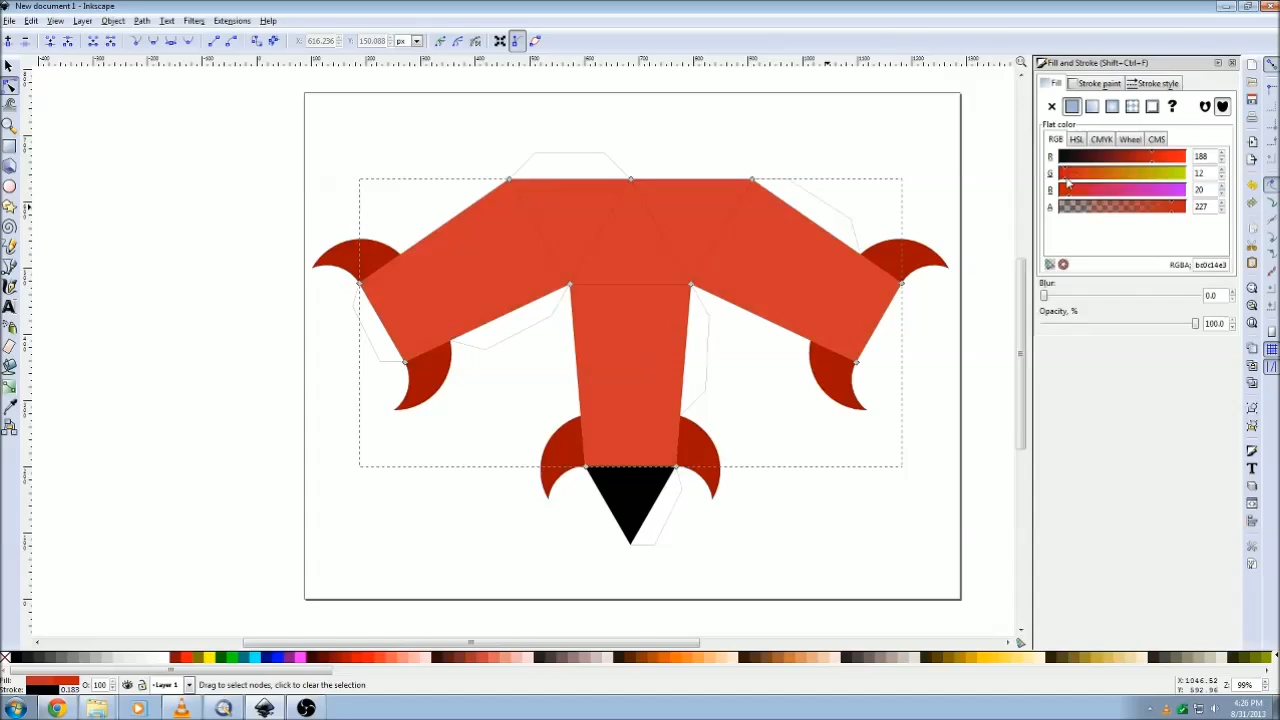 New document 1 - Inkscape
File Edit View Layer Object Path Text Filters Extensions Help
X: 616.236 Y: 150.088 px
Fill and Stroke (Shift+Ctrl+F)
Fill Stroke paint Stroke style
?
Flat color
RGB HSL CMYK Wheel CMS
R 188
G 12
B 20
A 227
RGBA: bc0c14e3
Blur:
0.0
Opacity, %
100.0
Fill:
Stroke: 0.183 O: 100 Layer 1 Drag to select nodes, click to clear the selection
X: 1046.52
Y: 592.96 Z: 99%
4:26 PM
8/31/2013